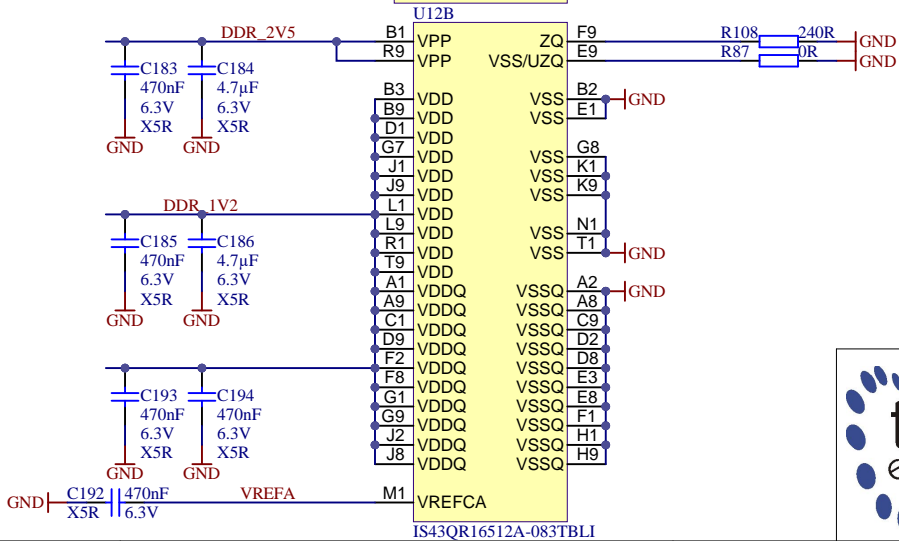 U12B
DDR_2V5 B1 VPP ZQ F9 R108 240R GND
R9 VPP VSS/UZQ E9 R87 0R GND
C183 C184
470nF 4.7µF B3 VDD VSS B2 GND
6.3V 6.3V B9 VDD VSS E1
X5R X5R D1 VDD
GND GND G7 VDD VSS G8
J1 VDD VSS K1
J9 VDD VSS K9
DDR_1V2 L1 VDD
L9 VDD VSS N1
C185 C186 R1 VDD VSS T1 GND
470nF 4.7µF T9 VDD
6.3V 6.3V A1 VDDQ VSSQ A2 GND
X5R X5R A9 VDDQ VSSQ A8
GND GND C1 VDDQ VSSQ C9
D9 VDDQ VSSQ D2
F2 VDDQ VSSQ D8
F8 VDDQ VSSQ E3
C193 C194 G1 VDDQ VSSQ E8
470nF 470nF G9 VDDQ VSSQ F1
6.3V 6.3V J2 VDDQ VSSQ H1
X5R X5R J8 VDDQ VSSQ H9
GND GND
GND C192 470nF VREFA M1 VREFCA
X5R 6.3V
IS43QR16512A-083TBLI